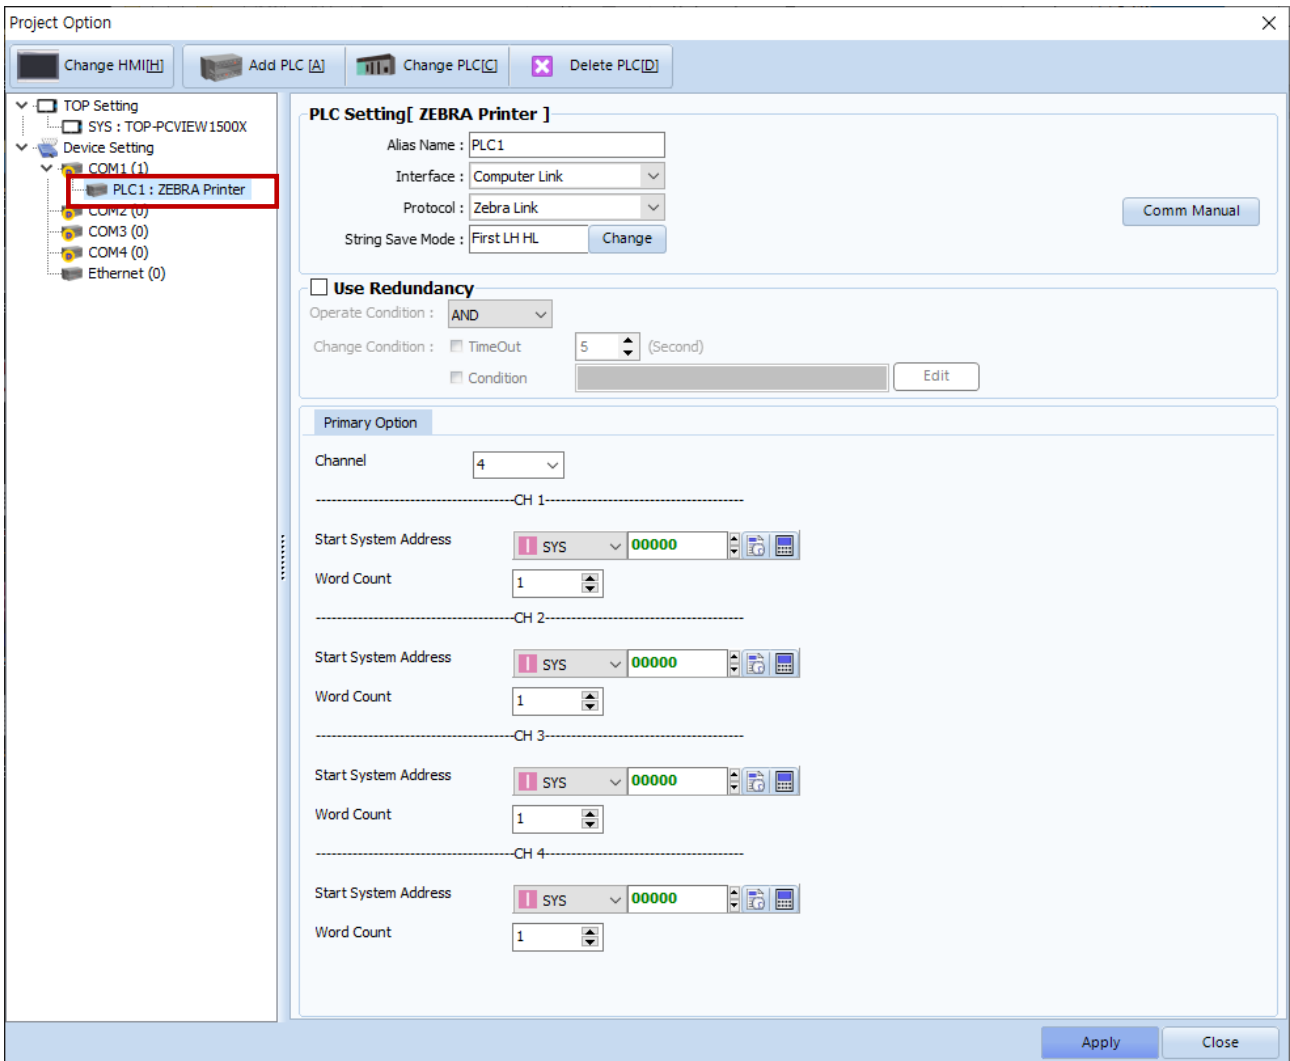 Project Option
Change HMI[H] Add PLC [A] Change PLC[C] Delete PLC[D]
TOP Setting
SYS : TOP-PCVIEW1500X
Device Setting
COM1 (1)
PLC1 : ZEBRA Printer
COM2 (0)
COM3 (0)
COM4 (0)
Ethernet (0)
PLC Setting[ ZEBRA Printer ]
Alias Name : PLC1
Interface : Computer Link
Protocol : Zebra Link
Comm Manual
String Save Mode : First LH HL Change
Use Redundancy
Operate Condition : AND
Change Condition : TimeOut 5 (Second)
Condition Edit
Primary Option
Channel 4
--------------------------------------CH 1--------------------------------------
Start System Address SYS 00000
Word Count 1
--------------------------------------CH 2--------------------------------------
Start System Address SYS 00000
Word Count 1
--------------------------------------CH 3--------------------------------------
Start System Address SYS 00000
Word Count 1
--------------------------------------CH 4--------------------------------------
Start System Address SYS 00000
Word Count 1
Apply Close